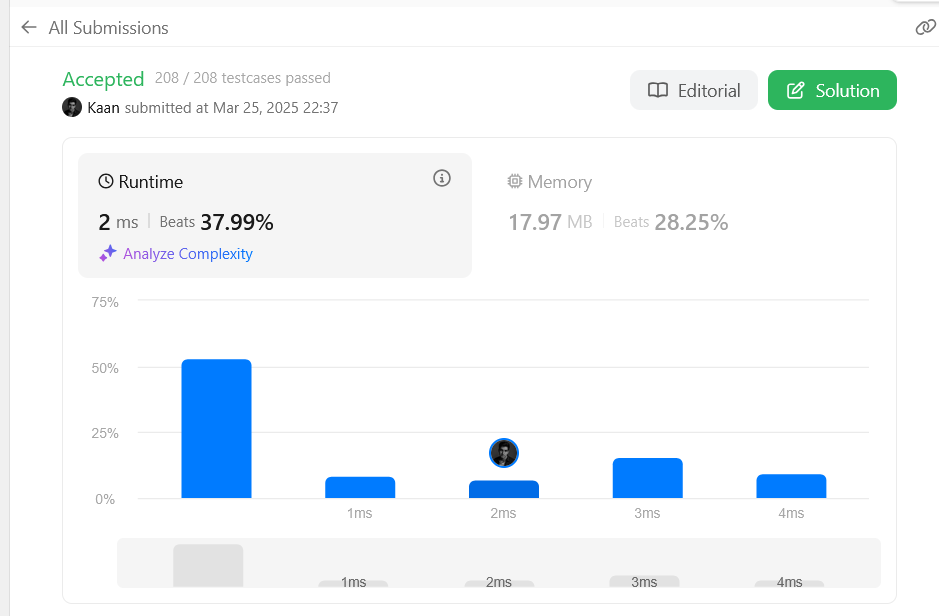 All Submissions
Accepted 208 / 208 testcases passed
Kaan submitted at Mar 25, 2025 22:37
Editorial
Solution
Runtime
2 ms Beats 37.99%
Analyze Complexity
Memory
17.97 MB Beats 28.25%
75%
50%
25%
0%
1ms 2ms 3ms 4ms
1ms 2ms 3ms 4ms